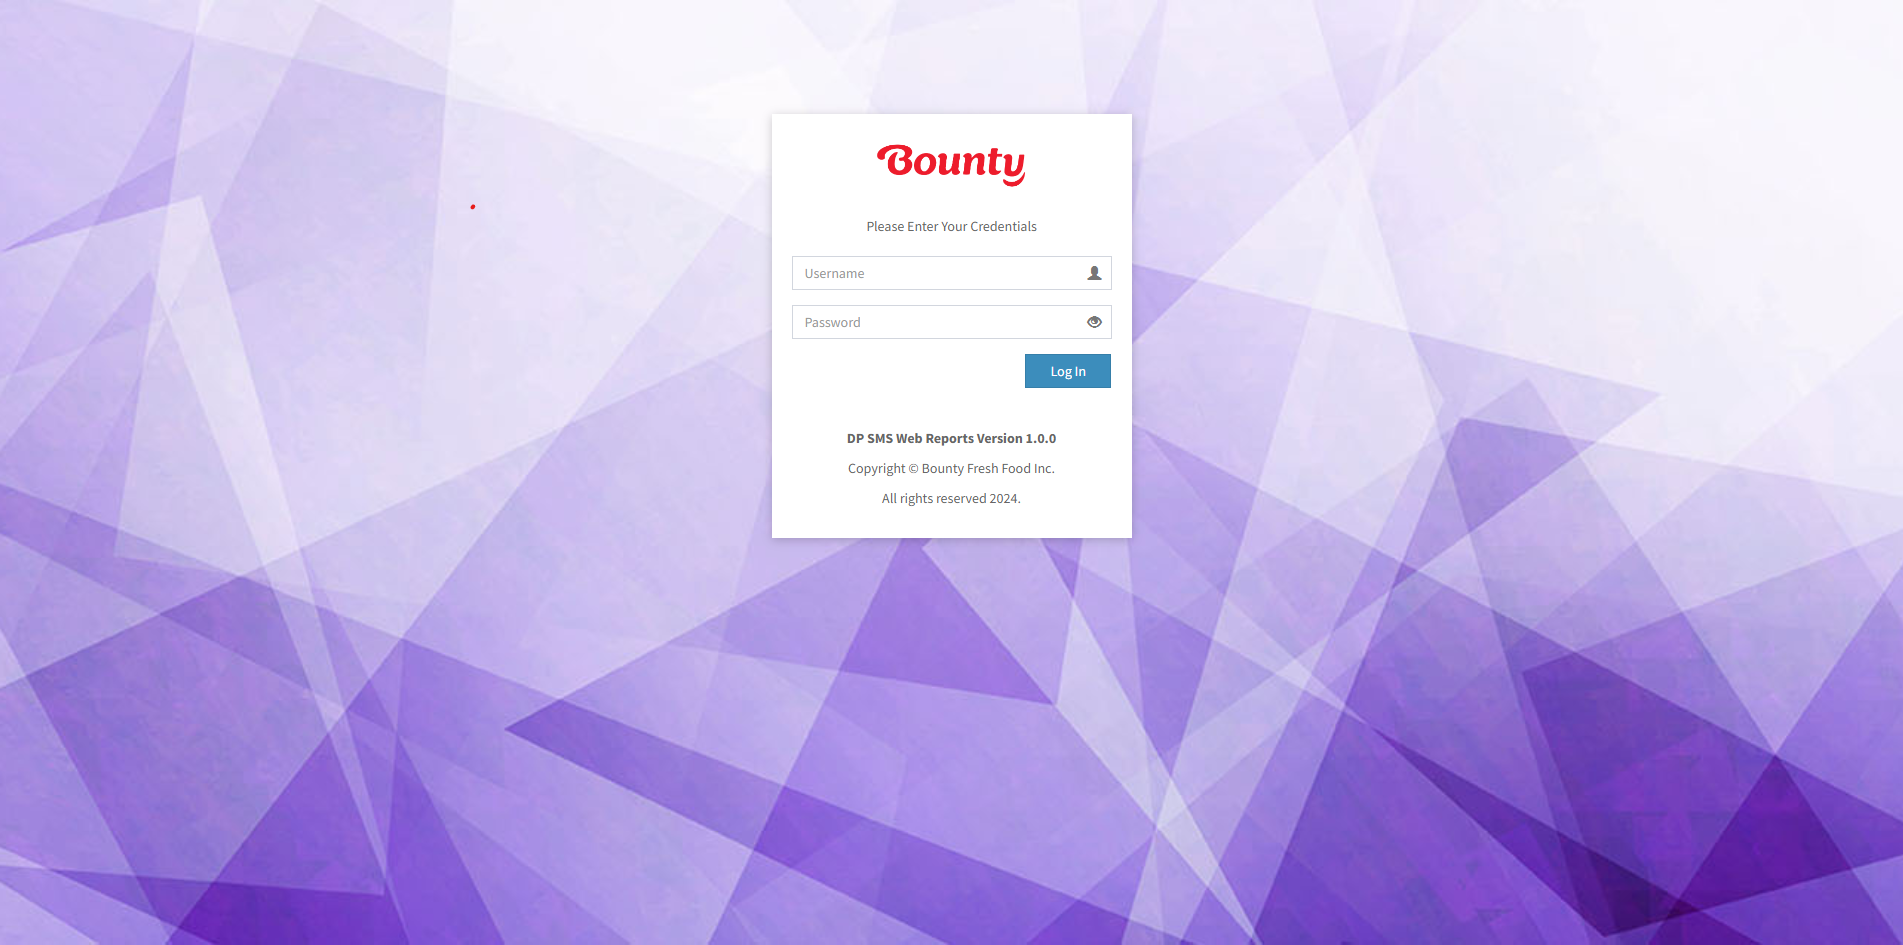 Bounty
Please Enter Your Credentials
Username
Password
Log In
DP SMS Web Reports Version 1.0.0
Copyright © Bounty Fresh Food Inc.
All rights reserved 2024.